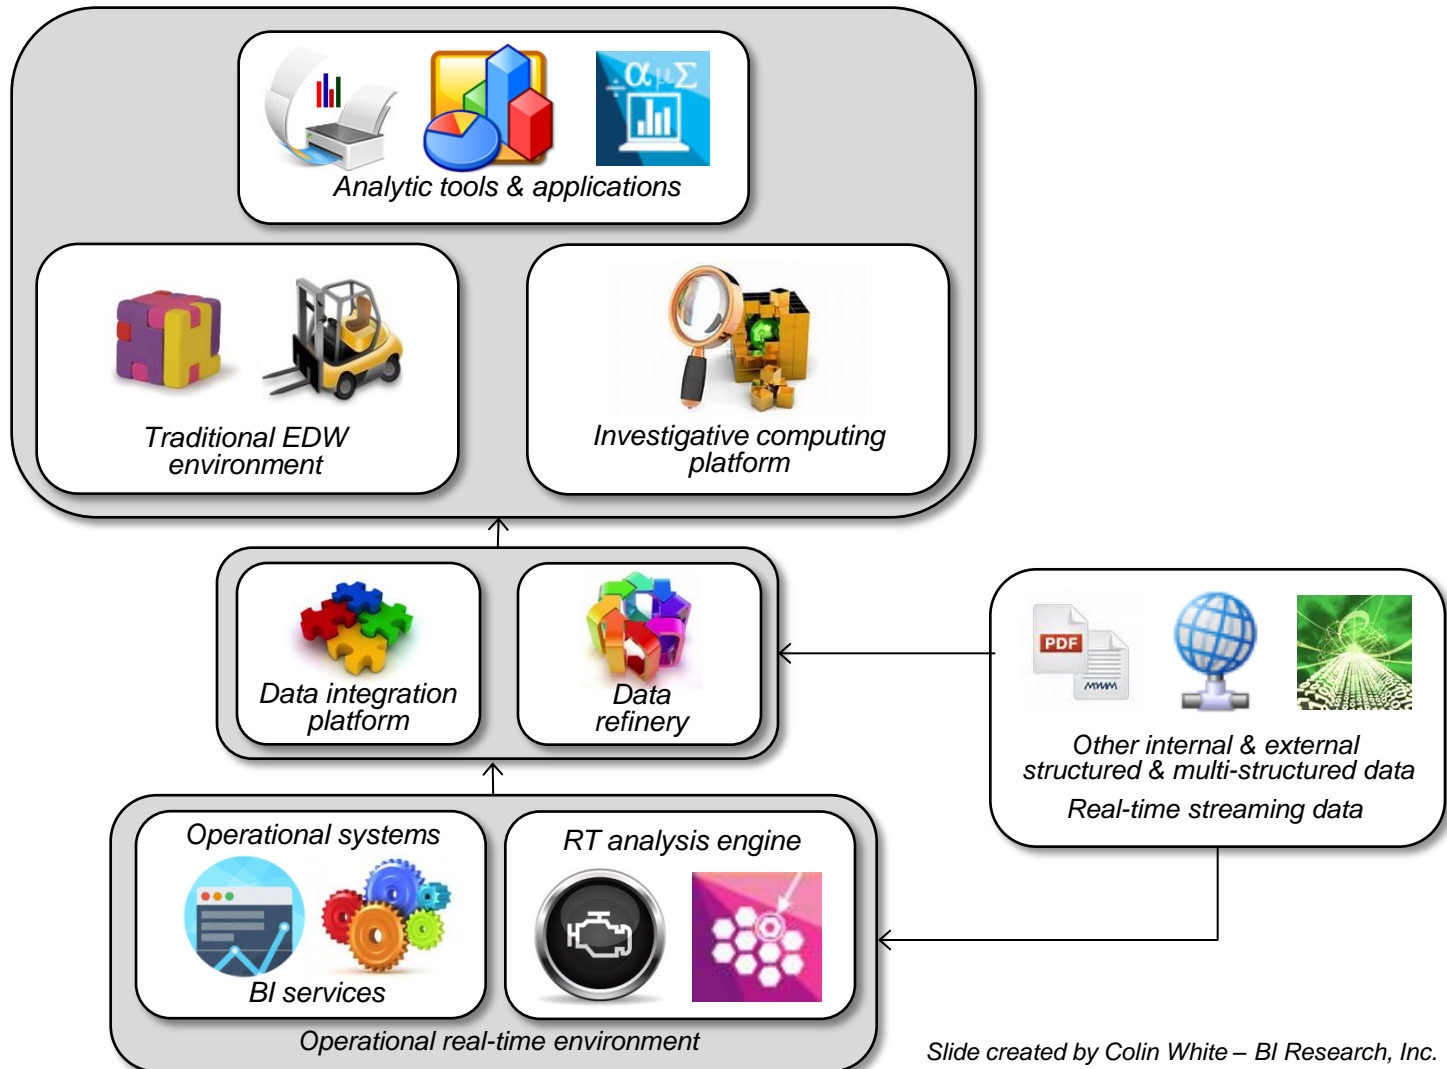 ÷αμΣ
Analytic tools & applications
Traditional EDW
environment
Investigative computing
platform
Data integration
platform
Data
refinery
PDF
Other internal & external
structured & multi-structured data
Real-time streaming data
Operational systems
BI services
RT analysis engine
Operational real-time environment
Slide created by Colin White – BI Research, Inc.